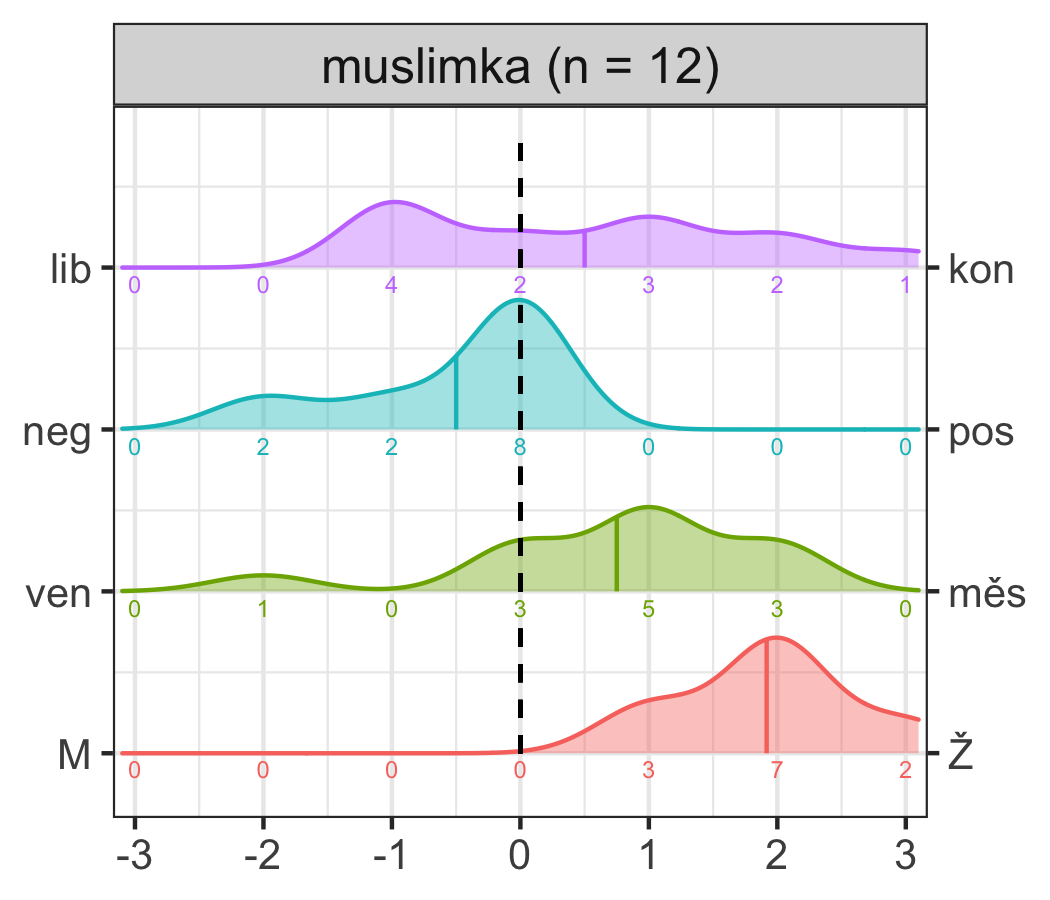 muslimka (n = 12)
lib kon
0 0 4 2 3 2 1
neg pos
0 2 2 8 0 0 0
ven měs
0 1 0 3 5 3 0
M Ž
0 0 0 0 3 7 2
-3 -2 -1 0 1 2 3